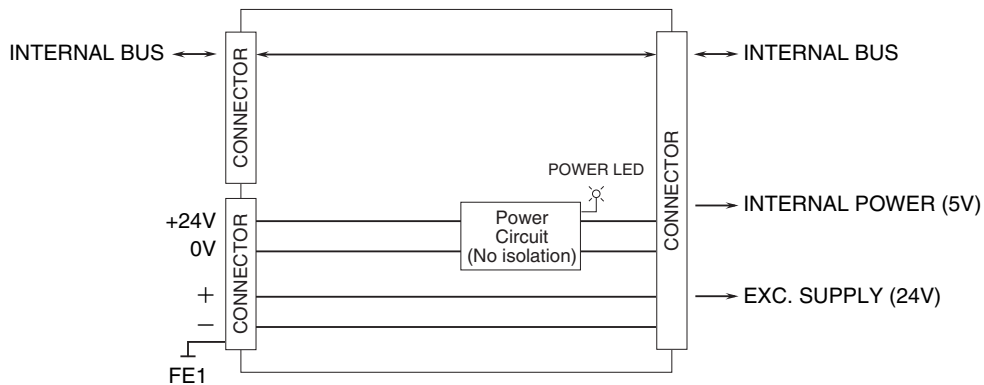 INTERNAL BUS
CONNECTOR
INTERNAL BUS
POWER LED
CONNECTOR
+24V
0V
+
−
CONNECTOR
Power
Circuit
(No isolation)
INTERNAL POWER (5V)
EXC. SUPPLY (24V)
FE1